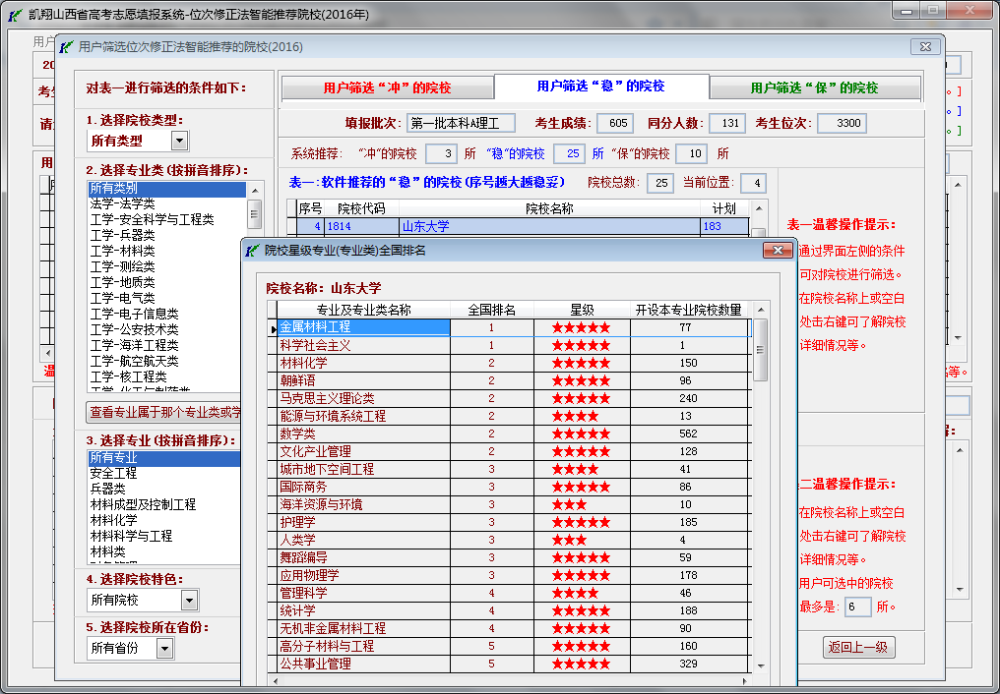 凯翔山西省高考志愿填报系统-位次修正法智能推荐院校(2016年)
用户筛选位次修正法智能推荐的院校(2016)
对表一进行筛选的条件如下：
1. 选择院校类型：
所有类型
2. 选择专业类(按拼音排序)：
所有类别
法学-法学类
工学-安全科学与工程类
工学-兵器类
工学-材料类
工学-测绘类
工学-地质类
工学-电气类
工学-电子信息类
工学-公安技术类
工学-海洋工程类
工学-航空航天类
工学-核工程类
工学-化工与制药类
查看专业属于那个专业类或学
3. 选择专业(按拼音排序)：
所有专业
安全工程
兵器类
材料成型及控制工程
材料化学
材料科学与工程
材料类
4. 选择院校特色：
所有院校
5. 选择院校所在省份：
所有省份
用户筛选“冲”的院校 用户筛选“稳”的院校 用户筛选“保”的院校
填报批次： 第一批本科A理工 考生成绩： 605 同分人数： 131 考生位次： 3300
系统推荐： “冲”的院校 3 所 “稳”的院校 25 所 “保”的院校 10 所
表一:软件推荐的“稳”的院校(序号越大越稳妥) 院校总数: 25 当前位置: 4
序号 院校代码 院校名称 计划
4 1814 山东大学 183
院校星级专业(专业类)全国排名
院校名称：山东大学
专业及专业类名称 全国排名 星级 开设本专业院校数量
金属材料工程 1 ★★★★★ 77
科学社会主义 1 ★★★★★ 1
材料化学 2 ★★★★★ 150
朝鲜语 2 ★★★★★ 96
马克思主义理论类 2 ★★★★★ 240
能源与环境系统工程 2 ★★★★ 13
数学类 2 ★★★★★ 562
文化产业管理 2 ★★★★★ 128
城市地下空间工程 3 ★★★★ 41
国际商务 3 ★★★★★ 86
海洋资源与环境 3 ★★★ 10
护理学 3 ★★★★★ 185
人类学 3 ★★★ 4
舞蹈编导 3 ★★★★★ 59
应用物理学 3 ★★★★★ 178
管理科学 4 ★★★★ 46
统计学 4 ★★★★★ 188
无机非金属材料工程 4 ★★★★★ 90
高分子材料与工程 5 ★★★★★ 160
公共事业管理 5 ★★★★★ 329
表一温馨操作提示：
通过界面左侧的条件
可对院校进行筛选。
在院校名称上或空白
处击右键可了解院校
详细情况等。
二温馨操作提示：
在院校名称上或空白
处击右键可了解院校
详细情况等。
用户可选中的院校
最多是: 6 所。
返回上一级